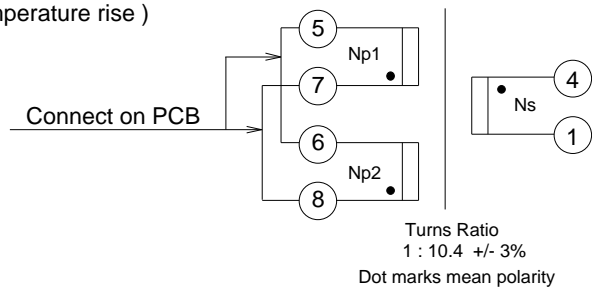 mperature rise )
5
Np1
7
4
Ns
Connect on PCB
1
6
Np2
8
Turns Ratio
1 : 10.4 +/- 3%
Dot marks mean polarity